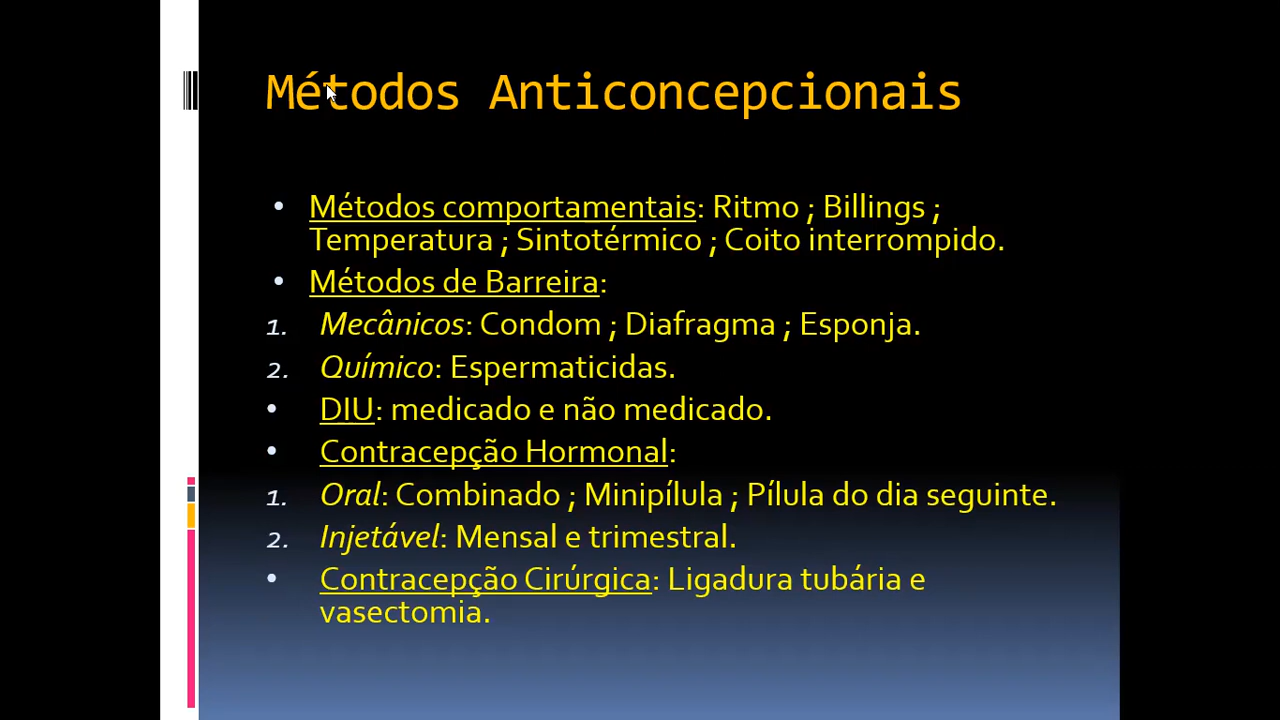 Métodos Anticoncepcionais
• Métodos comportamentais: Ritmo ; Billings ;
Temperatura ; Sintotérmico ; Coito interrompido.
• Métodos de Barreira:
1. Mecânicos: Condom ; Diafragma ; Esponja.
2. Químico: Espermaticidas.
• DIU: medicado e não medicado.
• Contracepção Hormonal:
1. Oral: Combinado ; Minipílula ; Pílula do dia seguinte.
2. Injetável: Mensal e trimestral.
• Contracepção Cirúrgica: Ligadura tubária e
vasectomia.